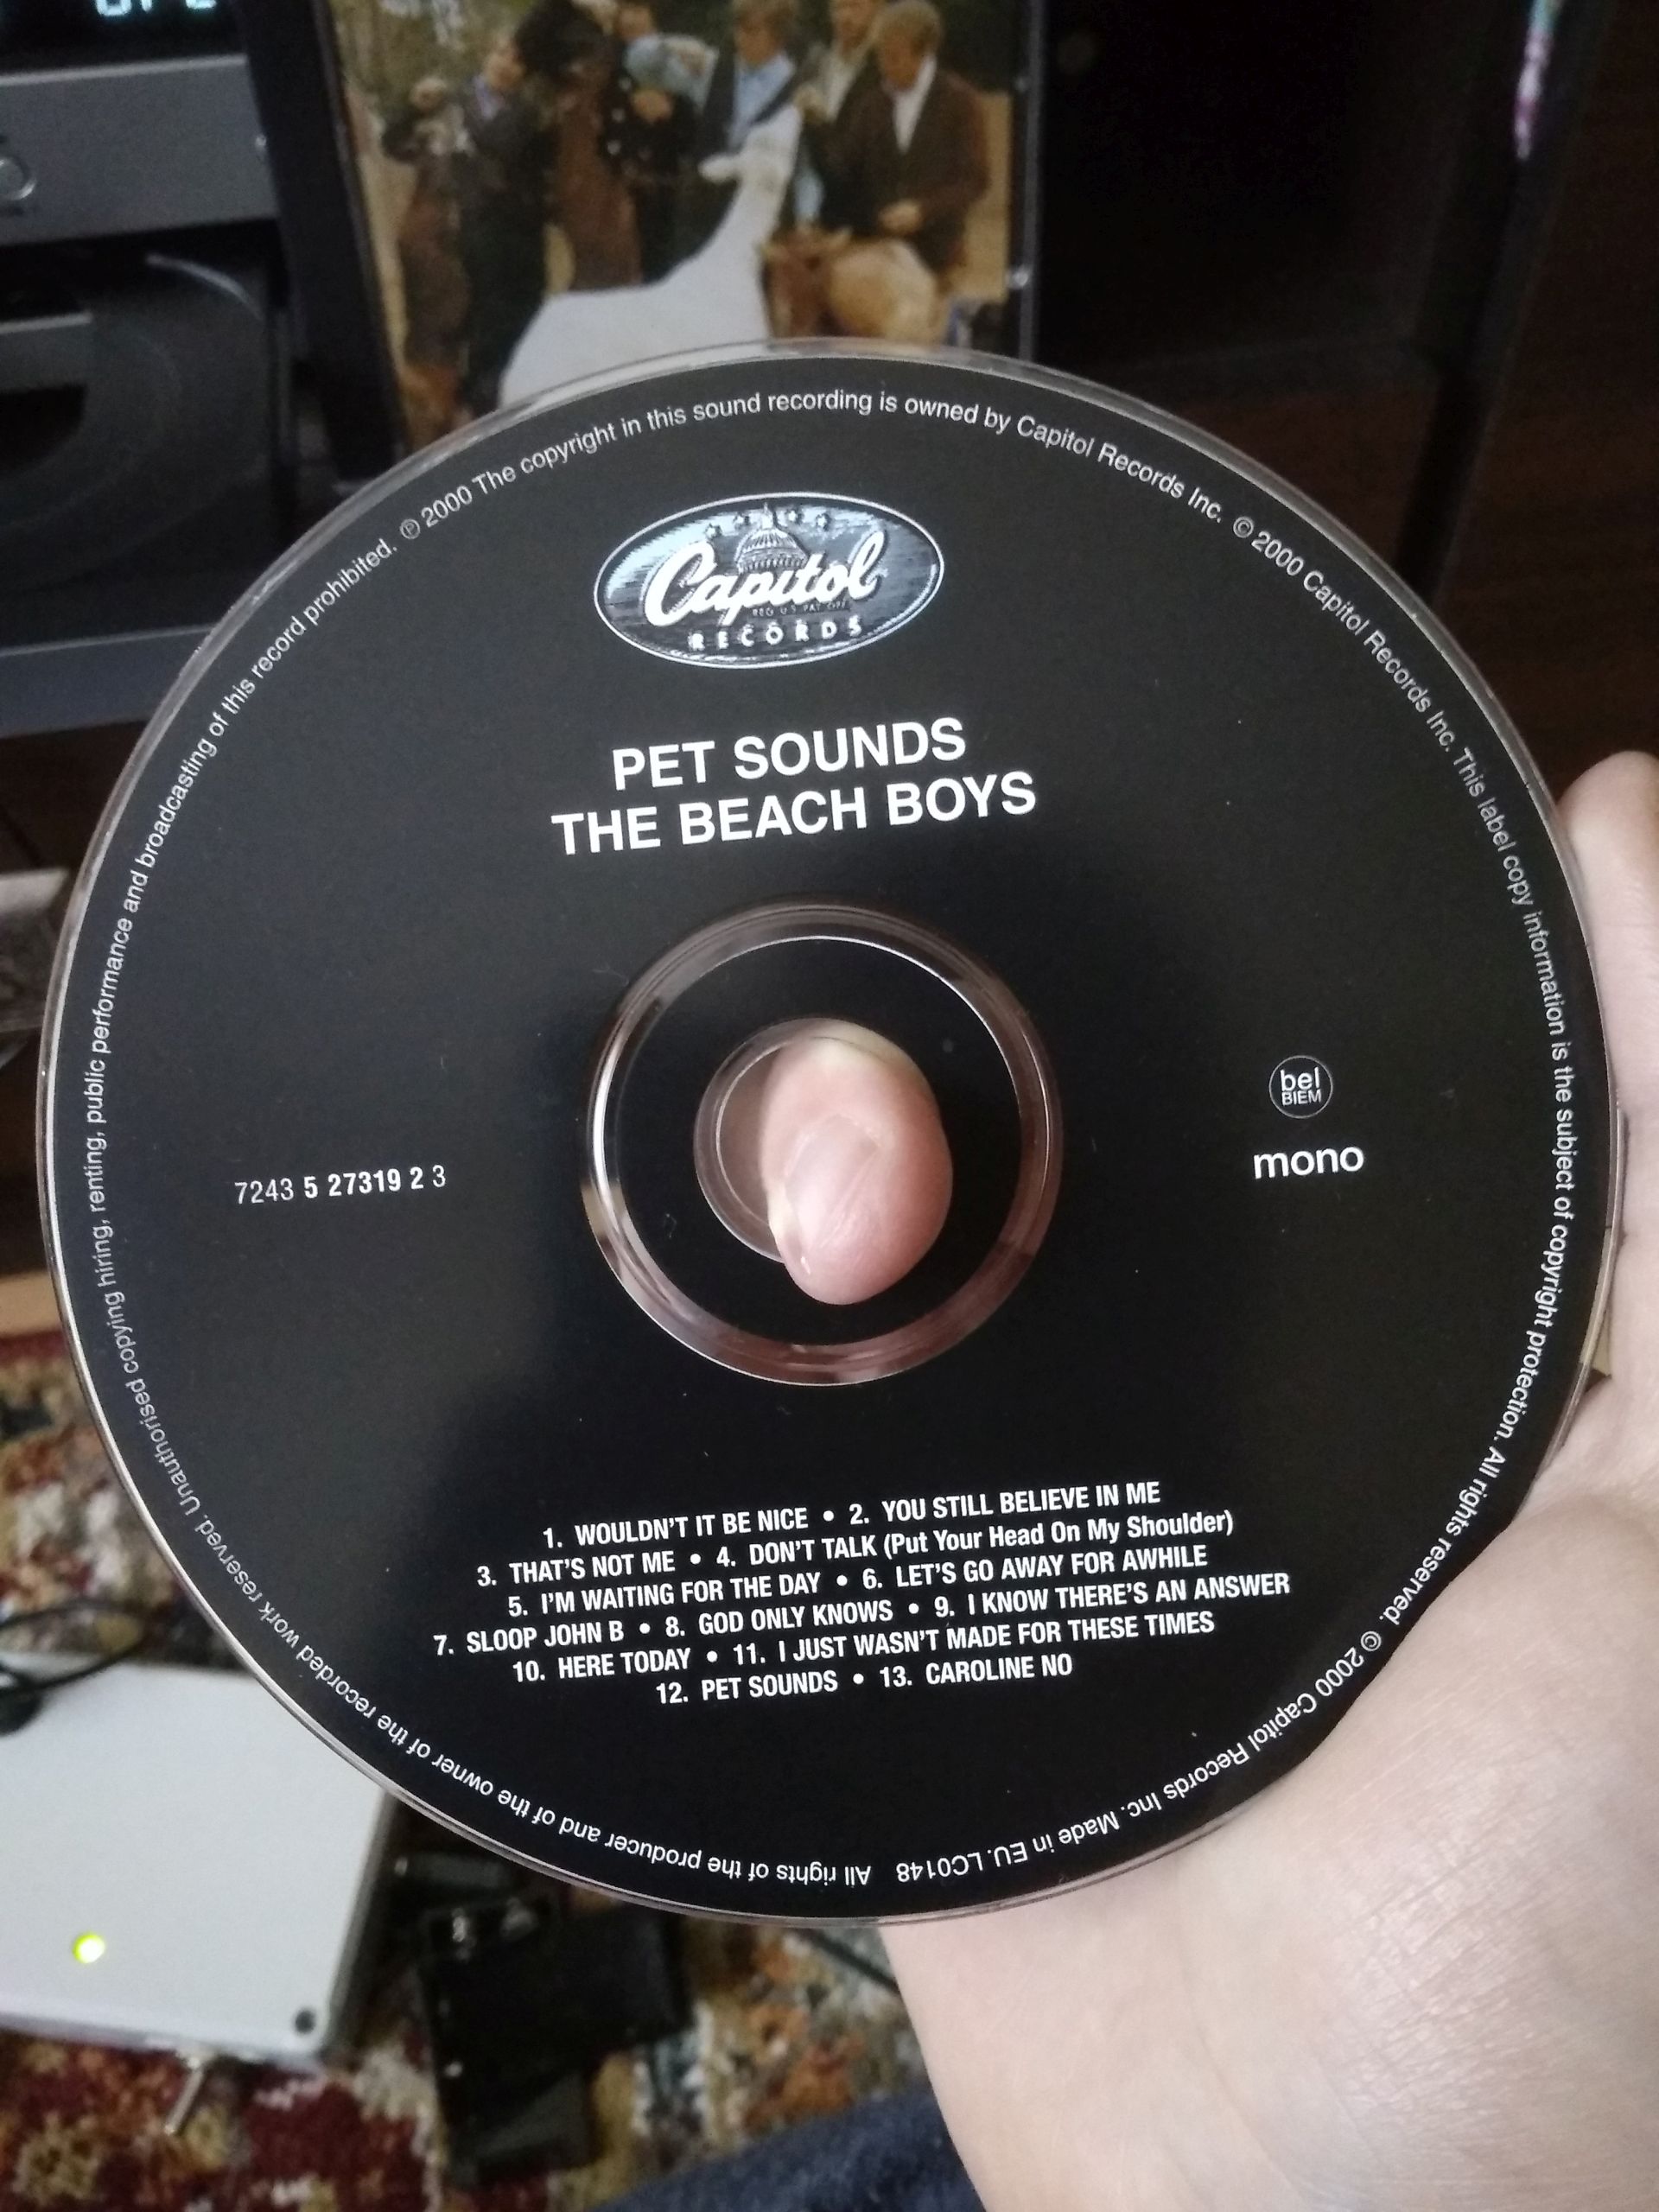 Capitol
REG. U.S. PAT. OFF.
RECORDS
PET SOUNDS
THE BEACH BOYS
7243 5 27319 2 3
bel
BIEM
mono
1. WOULDN'T IT BE NICE • 2. YOU STILL BELIEVE IN ME
3. THAT'S NOT ME • 4. DON'T TALK (Put Your Head On My Shoulder)
5. I'M WAITING FOR THE DAY • 6. LET'S GO AWAY FOR AWHILE
7. SLOOP JOHN B • 8. GOD ONLY KNOWS • 9. I KNOW THERE'S AN ANSWER
10. HERE TODAY • 11. I JUST WASN'T MADE FOR THESE TIMES
12. PET SOUNDS • 13. CAROLINE NO
All rights of the producer and of the owner of the recorded work reserved. Unauthorised copying hiring, renting, public performance and broadcasting of this record prohibited. ℗ 2000 The copyright in this sound recording is owned by Capitol Records Inc. © 2000 Capitol Records Inc. This label copy information is the subject of copyright protection. All rights reserved. © 2000 Capitol Records Inc. Made in EU. LC0148